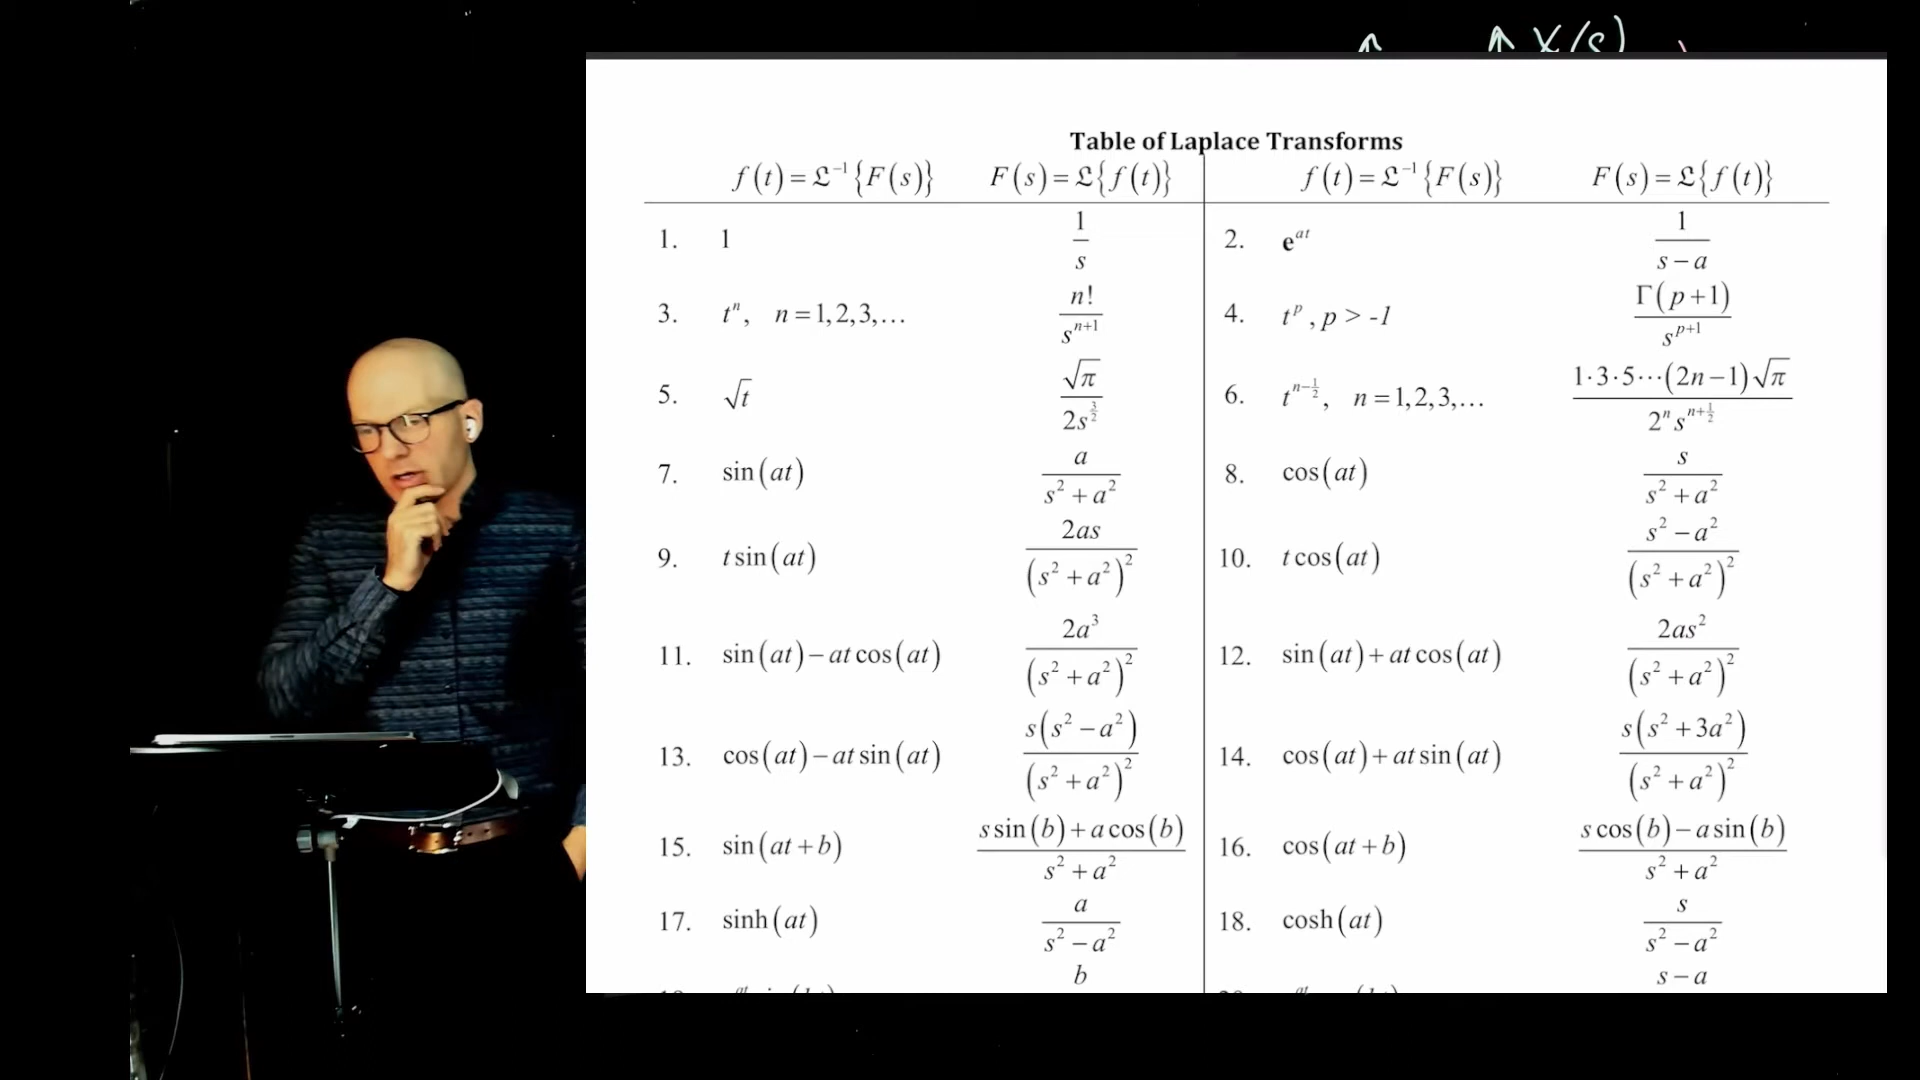 ↑ ↑ X(s)
Table of Laplace Transforms
f(t) = 𝔏⁻¹{F(s)} F(s) = 𝔏{f(t)} f(t) = 𝔏⁻¹{F(s)} F(s) = 𝔏{f(t)}
1. 1 1/s 2. e^{at} 1/(s−a)
3. tⁿ, n = 1,2,3,… n!/s^{n+1} 4. t^p, p > -1 Γ(p+1)/s^{p+1}
5. √t √π/(2s^{3/2}) 6. t^{n−1/2}, n = 1,2,3,… 1·3·5···(2n−1)√π/(2ⁿ s^{n+1/2})
7. sin(at) a/(s²+a²) 8. cos(at) s/(s²+a²)
9. t sin(at) 2as/(s²+a²)² 10. t cos(at) (s²−a²)/(s²+a²)²
11. sin(at)−at cos(at) 2a³/(s²+a²)² 12. sin(at)+at cos(at) 2as²/(s²+a²)²
13. cos(at)−at sin(at) s(s²−a²)/(s²+a²)² 14. cos(at)+at sin(at) s(s²+3a²)/(s²+a²)²
15. sin(at+b) (s sin(b)+a cos(b))/(s²+a²) 16. cos(at+b) (s cos(b)−a sin(b))/(s²+a²)
17. sinh(at) a/(s²−a²) 18. cosh(at) s/(s²−a²)
b s−a